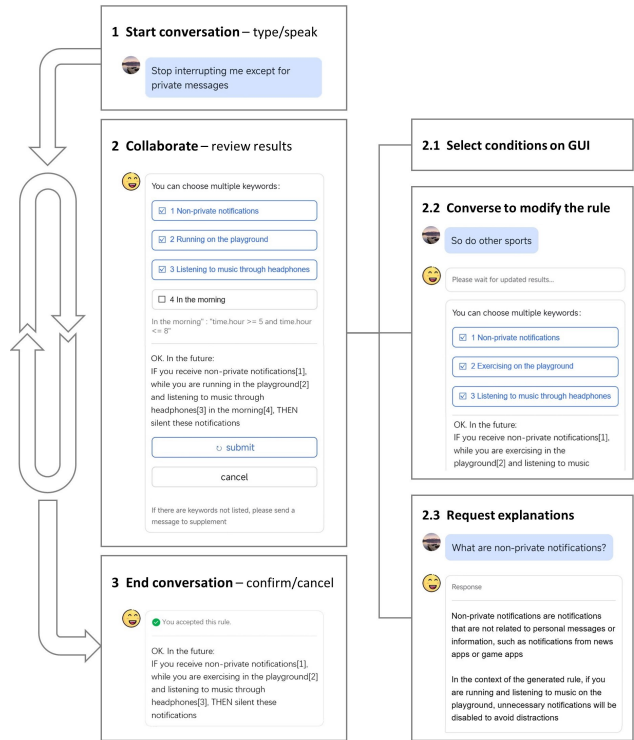 1 Start conversation – type/speak
Stop interrupting me except for
private messages
2 Collaborate – review results
You can choose multiple keywords:
1 Non-private notifications
2 Running on the playground
3 Listening to music through headphones
4 In the morning
In the morning" : "time.hour >= 5 and time.hour
<= 8"
OK. In the future:
IF you receive non-private notifications[1],
while you are running in the playground[2]
and listening to music through
headphones[3] in the morning[4], THEN
silent these notifications
submit
cancel
If there are keywords not listed, please send a
message to supplement
3 End conversation – confirm/cancel
You accepted this rule.
OK. In the future:
IF you receive non-private notifications[1],
while you are exercising in the playground[2]
and listening to music through
headphones[3], THEN silent these
notifications
2.1 Select conditions on GUI
2.2 Converse to modify the rule
So do other sports
Please wait for updated results...
You can choose multiple keywords:
1 Non-private notifications
2 Exercising on the playground
3 Listening to music through headphones
OK. In the future:
IF you receive non-private notifications[1],
while you are exercising in the
playground[2] and listening to music
2.3 Request explanations
What are non-private notifications?
Response
Non-private notifications are notifications
that are not related to personal messages or
information, such as notifications from news
apps or game apps
In the context of the generated rule, if you
are running and listening to music on the
playground, unnecessary notifications will be
disabled to avoid distractions